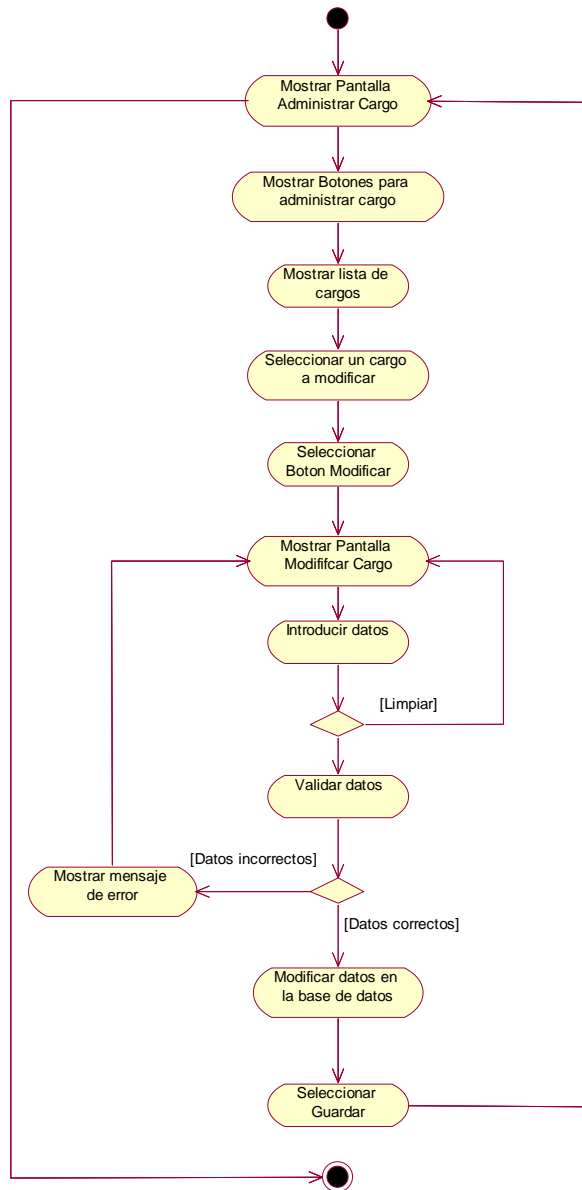 Mostrar Pantalla
Administrar Cargo
Mostrar Botones para
administrar cargo
Mostrar lista de
cargos
Seleccionar un cargo
a modificar
Seleccionar
Boton Modificar
Mostrar Pantalla
Modififcar Cargo
Introducir datos
[Limpiar]
Validar datos
[Datos incorrectos]
Mostrar mensaje
de error
[Datos correctos]
Modificar datos en
la base de datos
Seleccionar
Guardar